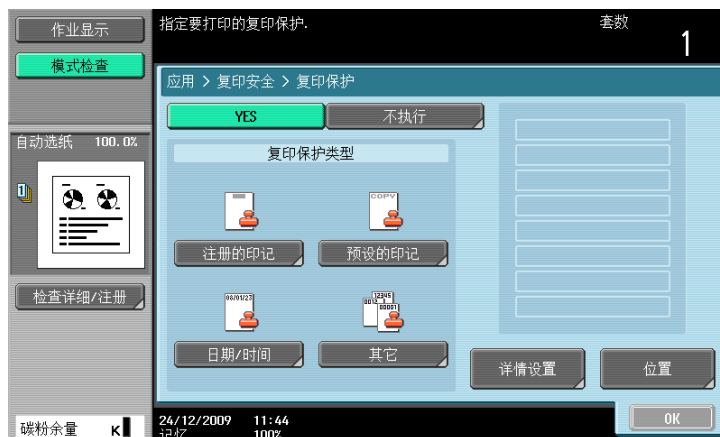 作业显示
指定要打印的复印保护.
套数
1
模式检查
应用 > 复印安全 > 复印保护
YES
不执行
自动选纸 100.0%
复印保护类型
1
COPY
注册的印记
预设的印记
检查详细/注册
08/01/23
12345
0012
00001
日期/时间
其它
详情设置
位置
碳粉余量 K
24/12/2009 11:44
记忆 100%
OK